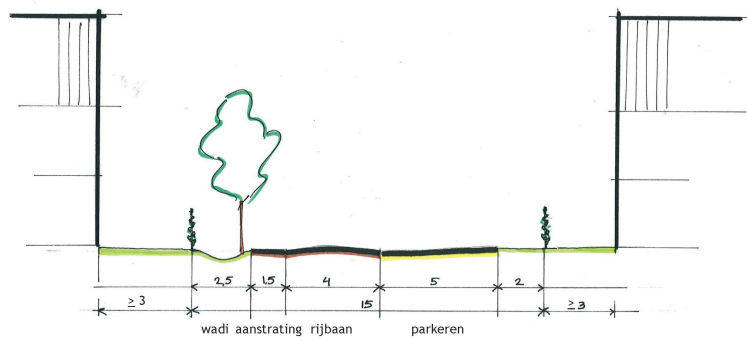 2,5 1,5 4 5 2
≥ 3 15 ≥3
wadi aanstrating rijbaan parkeren